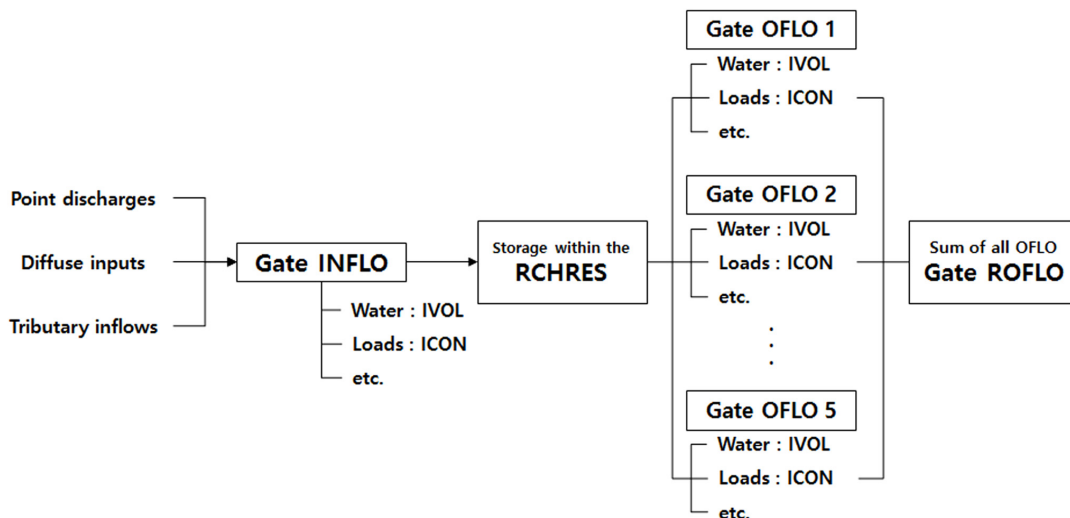 Point discharges
Diffuse inputs
Tributary inflows
Gate INFLO
Water : IVOL
Loads : ICON
etc.
Storage within the
RCHRES
Gate OFLO 1
Water : IVOL
Loads : ICON
etc.
Gate OFLO 2
Water : IVOL
Loads : ICON
etc.
.
.
.
Gate OFLO 5
Water : IVOL
Loads : ICON
etc.
Sum of all OFLO
Gate ROFLO